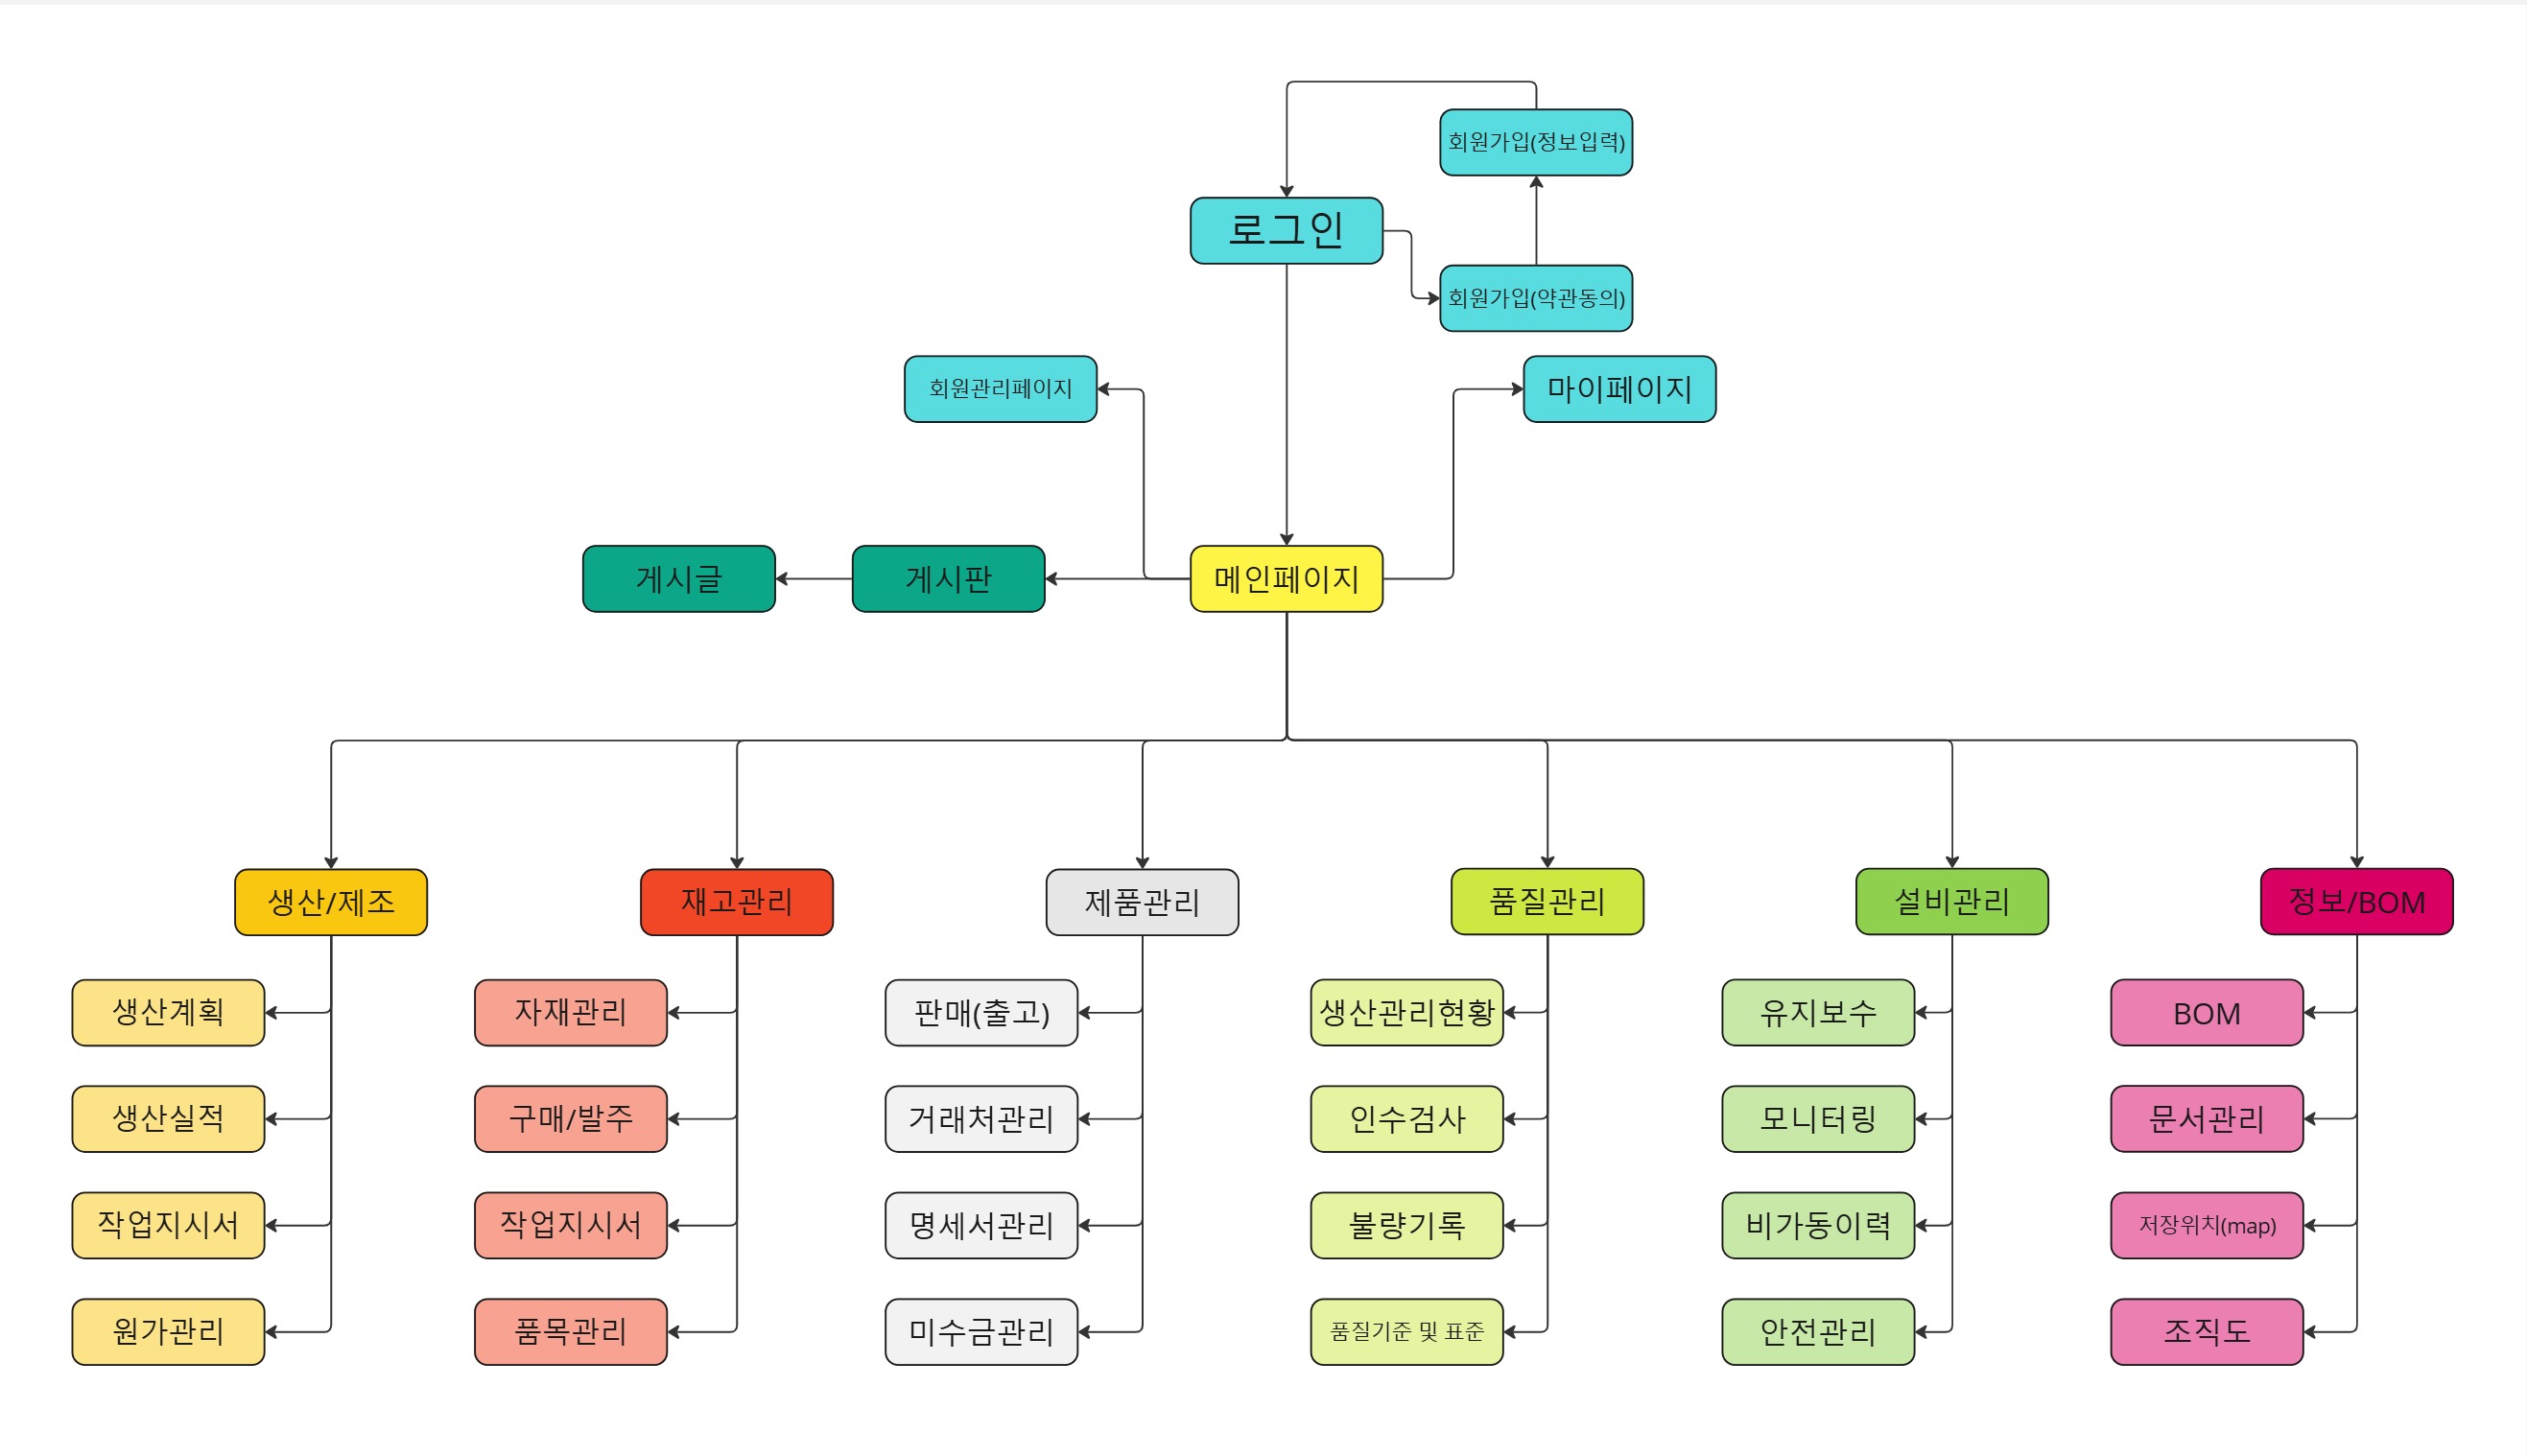 회원가입(정보입력)
로그인
회원가입(약관동의)
회원관리페이지
마이페이지
게시글
게시판
메인페이지
생산/제조
재고관리
제품관리
품질관리
설비관리
정보/BOM
생산계획
자재관리
판매(출고)
생산관리현황
유지보수
BOM
생산실적
구매/발주
거래처관리
인수검사
모니터링
문서관리
작업지시서
작업지시서
명세서관리
불량기록
비가동이력
저장위치(map)
원가관리
품목관리
미수금관리
품질기준 및 표준
안전관리
조직도